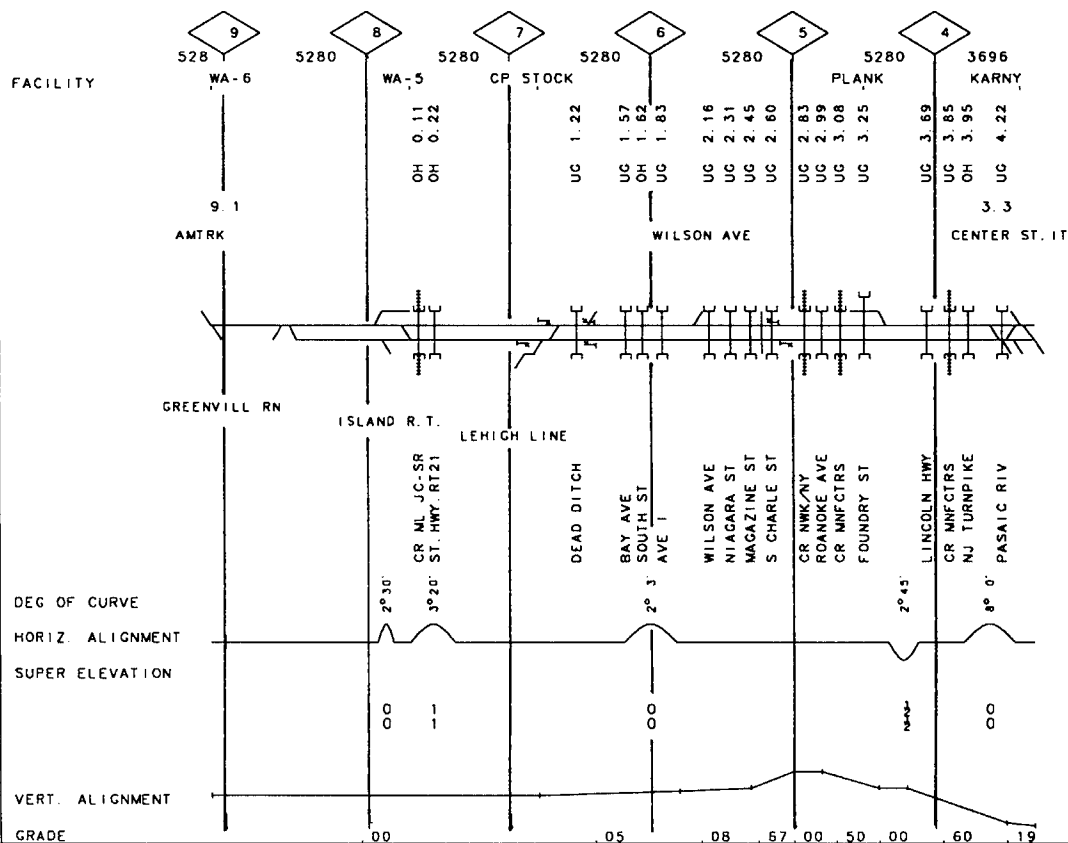 9 8 7 6 5 4
528 5280 5280 5280 5280 5280 3696
FACILITY WA-6 WA-5 CP STOCK PLANK KARNY
OH 0.11
OH 0.22
UG 1.22
UG 1.57
OH 1.62
UG 1.83
UG 2.16
UG 2.31
UG 2.45
UG 2.60
UG 2.83
UG 2.99
UG 3.08
UG 3.25
UG 3.69
UG 3.85
OH 3.95
UG 4.22
9.1 3.3
AMTRK WILSON AVE CENTER ST. IT
GREENVILL RN
ISLAND R.T.
LEHIGH LINE
CR ML JC-SR
ST. HWY. RT21
DEAD DITCH
BAY AVE
SOUTH ST
AVE I
WILSON AVE
NIAGARA ST
MAGAZINE ST
S CHARLE ST
CR NWK/NY
ROANOKE AVE
CR MNFCTRS
FOUNDRY ST
LINCOLN HWY
CR MNFCTRS
NJ TURNPIKE
PASAIC RIV
DEG OF CURVE 2°30' 3°20' 2° 3' 2°45' 8° 0'
HORIZ. ALIGNMENT
SUPER ELEVATION
0 1 0 0
0 1 0 2 0
VERT. ALIGNMENT
GRADE 00 05 08 67 00 50 00 60 19